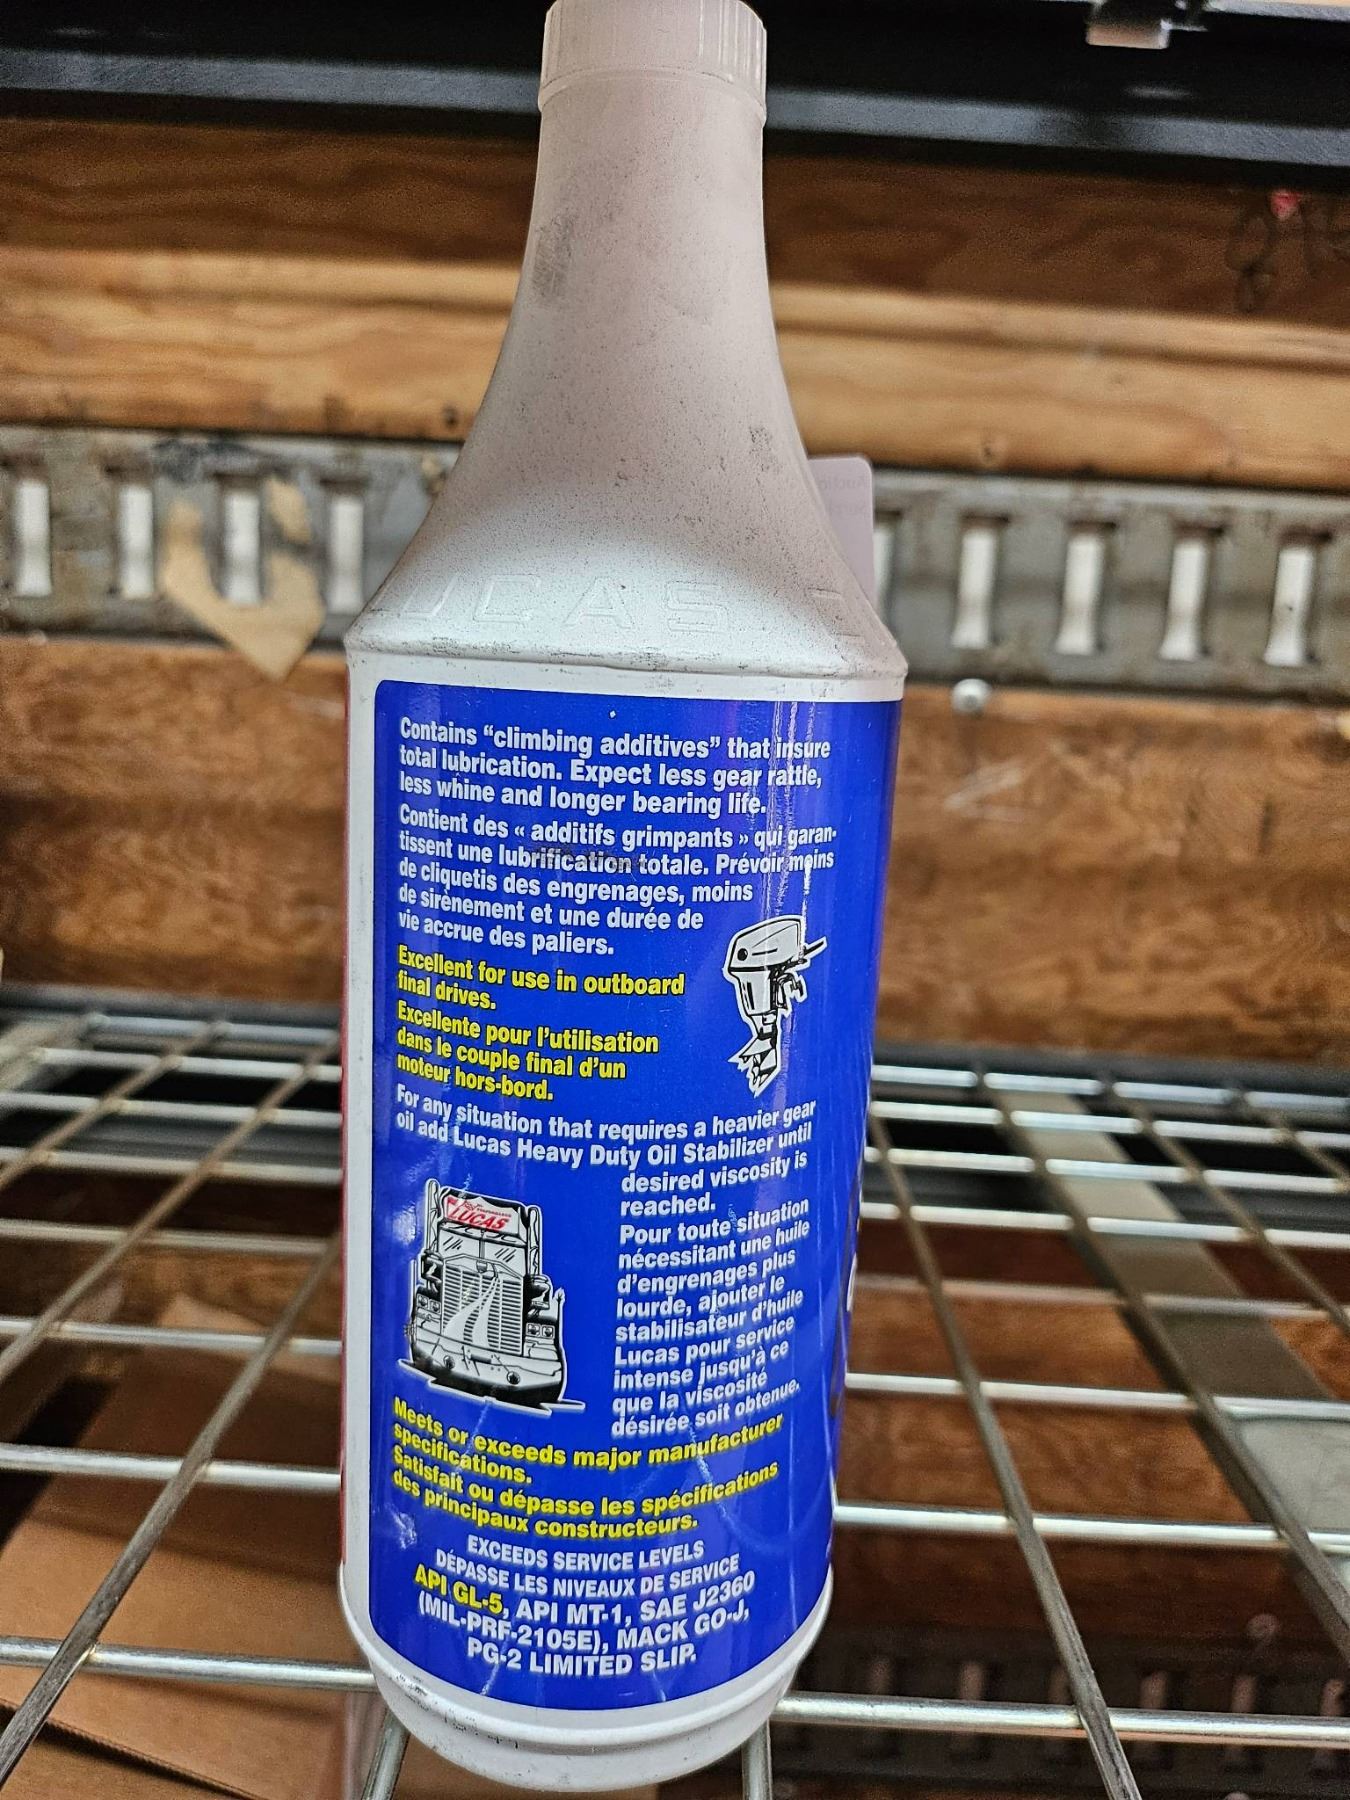 LUCAS
Contains “climbing additives” that insure
total lubrication. Expect less gear rattle,
less whine and longer bearing life.
Contient des « additifs grimpants » qui garan-
tissent une lubrification totale. Prévoir moins
de cliquetis des engrenages, moins
de sirènement et une durée de
vie accrue des paliers.
Excellent for use in outboard
final drives.
Excellente pour l’utilisation
dans le couple final d’un
moteur hors-bord.
For any situation that requires a heavier gear
oil add Lucas Heavy Duty Oil Stabilizer until
desired viscosity is
reached.
LUCAS
Pour toute situation
nécessitant une huile
d’engrenages plus
lourde, ajouter le
stabilisateur d’huile
Lucas pour service
intense jusqu’à ce
que la viscosité
désirée soit obtenue.
Meets or exceeds major manufacturer
specifications.
Satisfait ou dépasse les spécifications
des principaux constructeurs.
EXCEEDS SERVICE LEVELS
DÉPASSE LES NIVEAUX DE SERVICE
API GL-5, API MT-1, SAE J2360
(MIL-PRF-2105E), MACK GO-J,
PG-2 LIMITED SLIP.